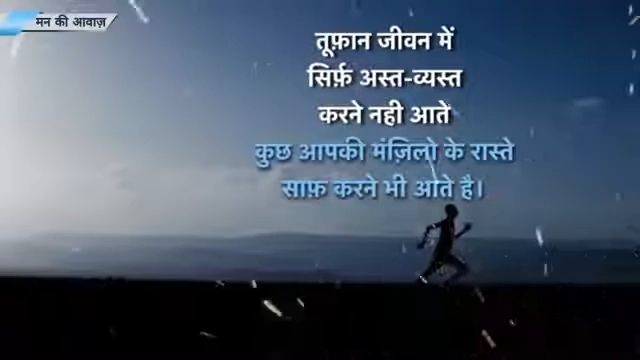 मन की आवाज़
तूफ़ान जीवन में
सिर्फ़ अस्त-व्यस्त
करने नही आते
कुछ आपकी मंज़िलो के रास्ते
साफ़ करने भी आते है।